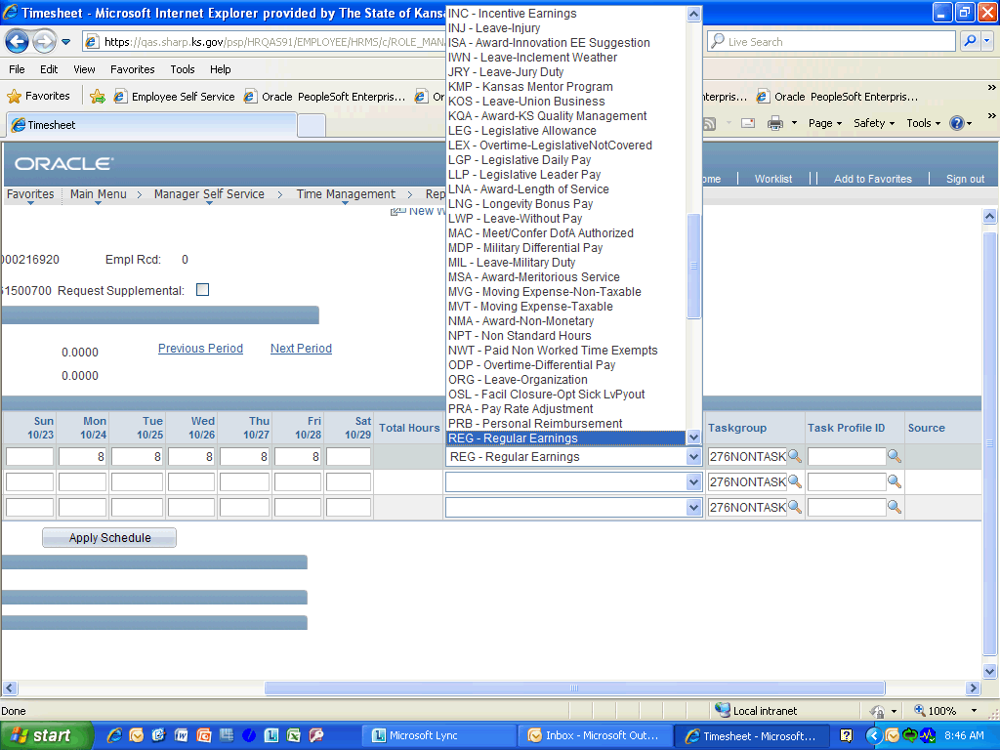 Timesheet - Microsoft Internet Explorer provided by The State of Kans
https://qas.sharp.ks.gov/psp/HRQAS91/EMPLOYEE/HRMS/c/ROLE_MANA
Live Search
File Edit View Favorites Tools Help
Favorites Employee Self Service Oracle PeopleSoft Enterpris... Or nterpris... Oracle PeopleSoft Enterpris...
Timesheet
Page Safety Tools
ORACLE
ome Worklist Add to Favorites Sign out
Favorites Main Menu > Manager Self Service > Time Management > Rep
New W
000216920 Empl Rcd: 0
61500700 Request Supplemental:
0.0000 Previous Period Next Period
0.0000
INC - Incentive Earnings
INJ - Leave-Injury
ISA - Award-Innovation EE Suggestion
IWN - Leave-Inclement Weather
JRY - Leave-Jury Duty
KMP - Kansas Mentor Program
KOS - Leave-Union Business
KQA - Award-KS Quality Management
LEG - Legislative Allowance
LEX - Overtime-LegislativeNotCovered
LGP - Legislative Daily Pay
LLP - Legislative Leader Pay
LNA - Award-Length of Service
LNG - Longevity Bonus Pay
LWP - Leave-Without Pay
MAC - Meet/Confer DofA Authorized
MDP - Military Differential Pay
MIL - Leave-Military Duty
MSA - Award-Meritorious Service
MVG - Moving Expense-Non-Taxable
MVT - Moving Expense-Taxable
NMA - Award-Non-Monetary
NPT - Non Standard Hours
NWT - Paid Non Worked Time Exempts
ODP - Overtime-Differential Pay
ORG - Leave-Organization
OSL - Facil Closure-Opt Sick LvPyout
PRA - Pay Rate Adjustment
PRB - Personal Reimbursement
REG - Regular Earnings
Sun Mon Tue Wed Thu Fri Sat
10/23 10/24 10/25 10/26 10/27 10/28 10/29 Total Hours Taskgroup Task Profile ID Source
8 8 8 8 8 REG - Regular Earnings 276NONTASK
276NONTASK
276NONTASK
Apply Schedule
Done Local intranet 100%
start Microsoft Lync Inbox - Microsoft Out... Timesheet - Microsoft... 8:46 AM